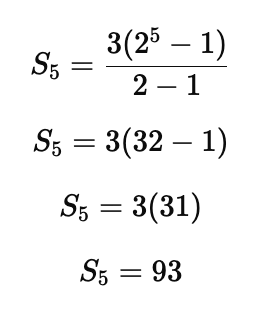 S₅ = 3(2⁵ − 1) / 2 − 1
S₅ = 3(32 − 1)
S₅ = 3(31)
S₅ = 93